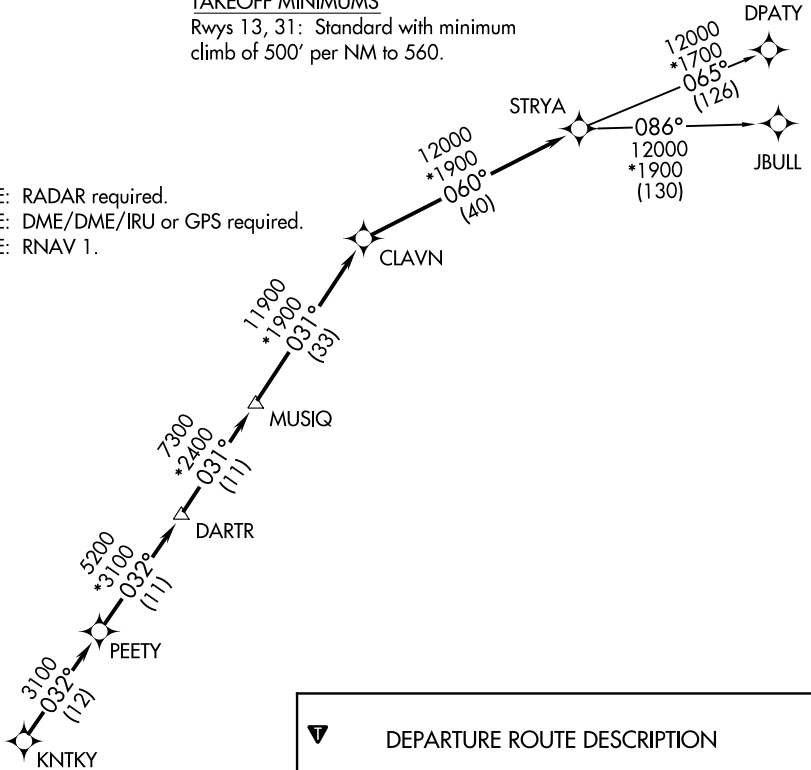 TAKEOFF MINIMUMS
Rwys 13, 31: Standard with minimum
climb of 500' per NM to 560.
DPATY
12000
*1700
065°
(126)
STRYA
086°
12000
*1900
(130)
JBULL
12000
*1900
060°
(40)
E: RADAR required.
E: DME/DME/IRU or GPS required.
E: RNAV 1.
CLAVN
11900
*1900
031°
(33)
MUSIQ
7300
*2400
031°
(11)
DARTR
5200
*3100
032°
(11)
PEETY
3100
032°
(12)
KNTKY
T
DEPARTURE ROUTE DESCRIPTION